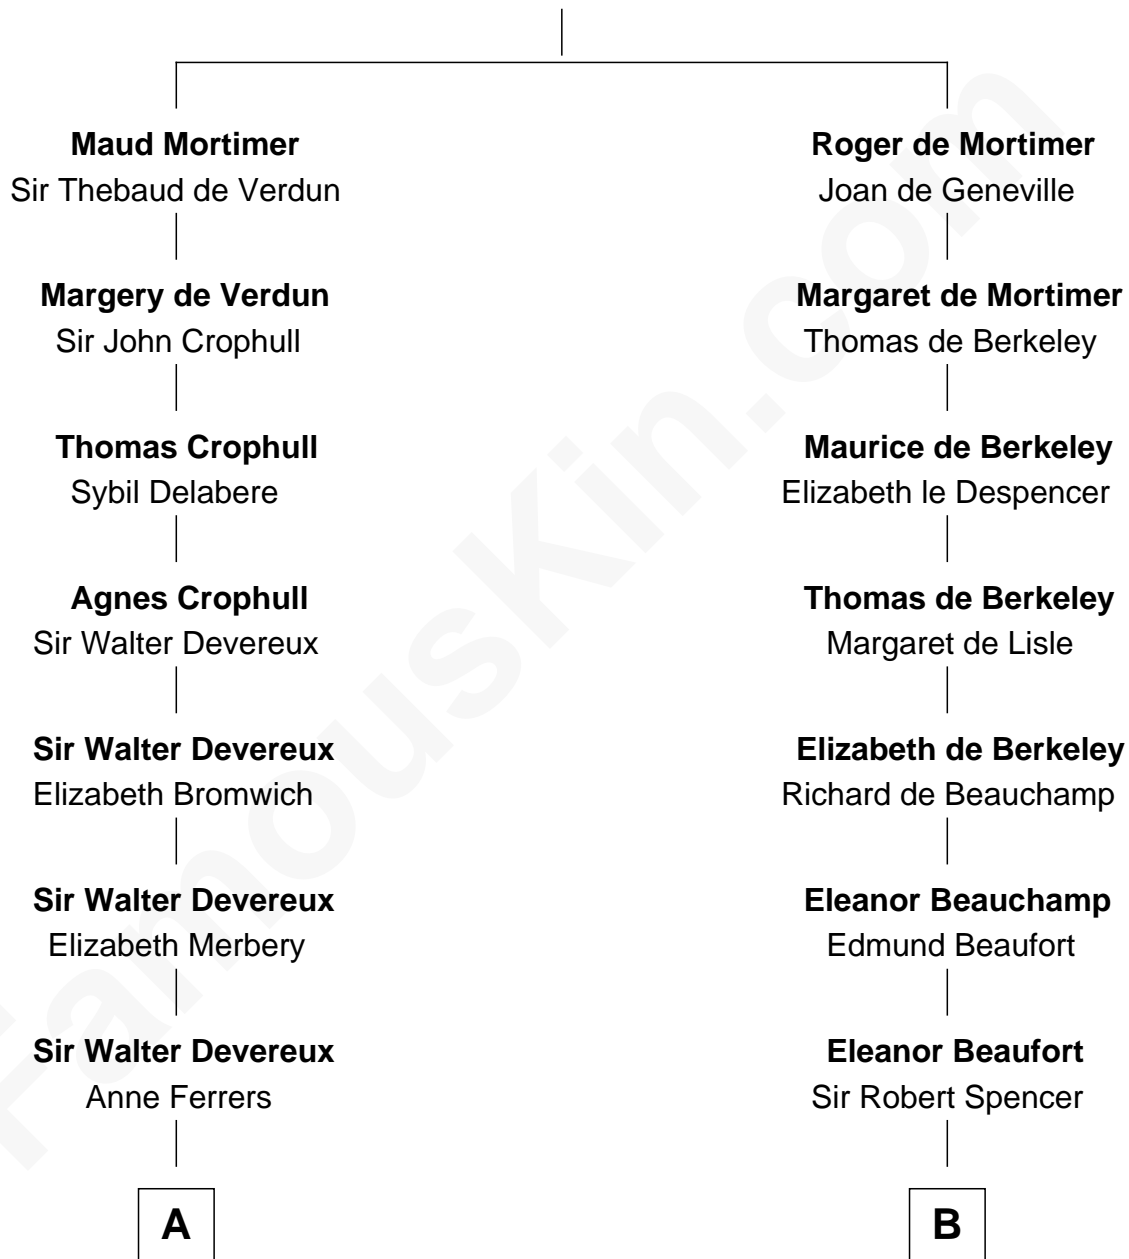 Maud Mortimer
Sir Thebaud de Verdun
Roger de Mortimer
Joan de Geneville
Margery de Verdun
Sir John Crophull
Margaret de Mortimer
Thomas de Berkeley
Thomas Crophull
Sybil Delabere
Maurice de Berkeley
Elizabeth le Despencer
Agnes Crophull
Sir Walter Devereux
Thomas de Berkeley
Margaret de Lisle
Sir Walter Devereux
Elizabeth Bromwich
Elizabeth de Berkeley
Richard de Beauchamp
Sir Walter Devereux
Elizabeth Merbery
Eleanor Beauchamp
Edmund Beaufort
Sir Walter Devereux
Anne Ferrers
Eleanor Beaufort
Sir Robert Spencer
A
B
FamousKin.com